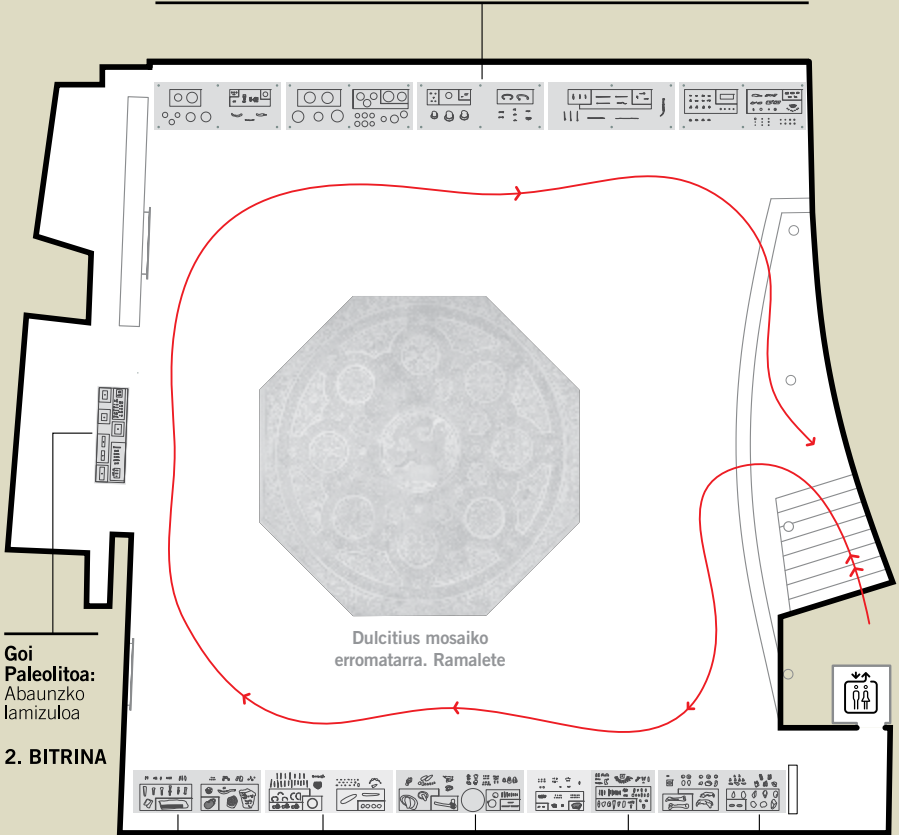 Dulcitius mosaiko
erromatarra. Ramalete
Goi
Paleolitoa:
Abaunzko
lamizuloa
2. BITRINA